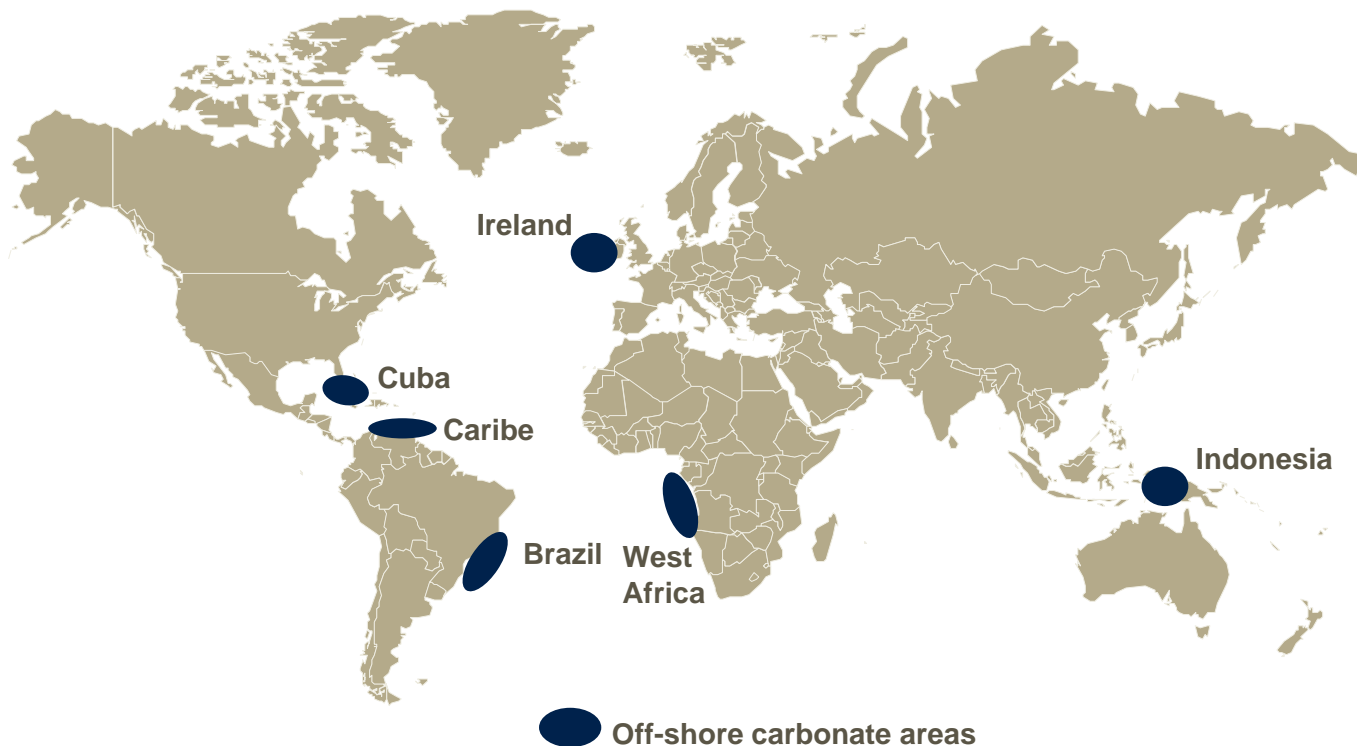 Ireland
Cuba
Caribe
Indonesia
Brazil
West
Africa
Off-shore carbonate areas